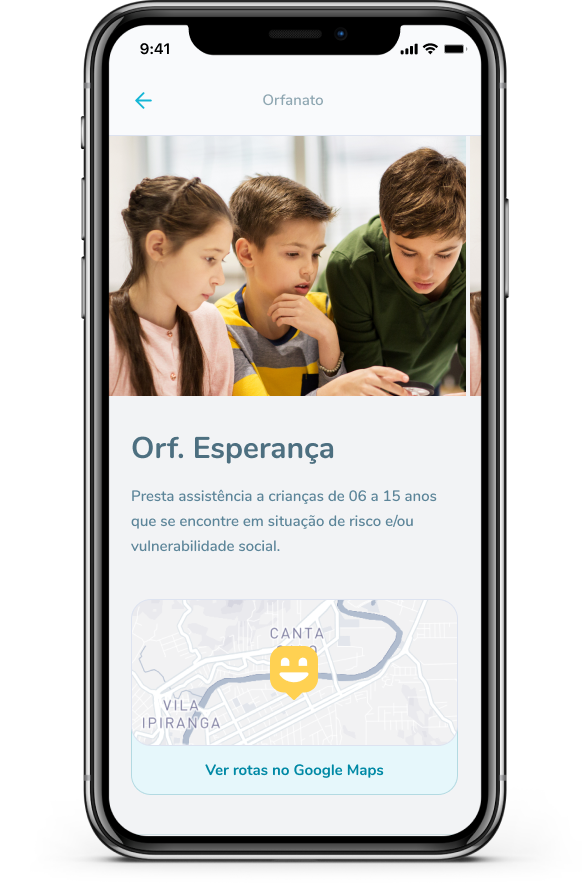 9:41
Orfanato
Orf. Esperança
Presta assistência a crianças de 06 a 15 anos
que se encontre em situação de risco e/ou
vulnerabilidade social.
CANTA
VILA
IPIRANGA
Ver rotas no Google Maps